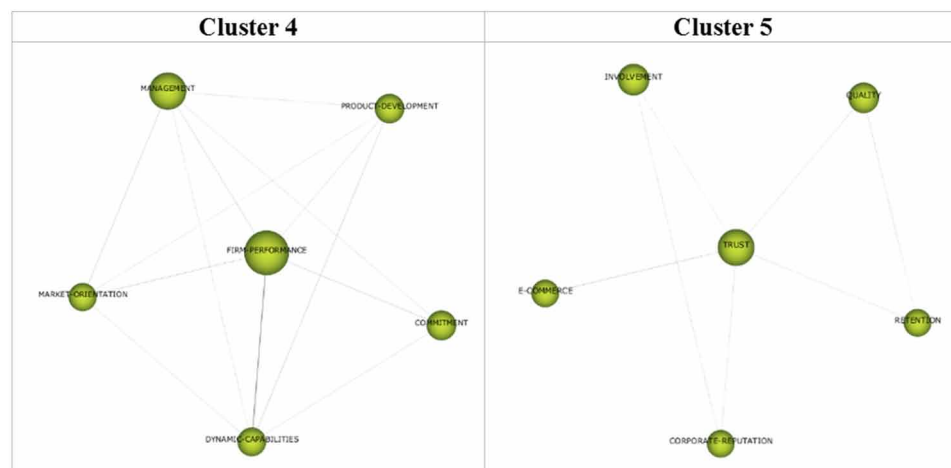 Cluster 4
Cluster 5
MANAGEMENT
PRODUCT-DEVELOPMENT
FIRM-PERFORMANCE
MARKET-ORIENTATION
COMMITMENT
DYNAMIC-CAPABILITIES
INVOLVEMENT
QUALITY
TRUST
E-COMMERCE
RETENTION
CORPORATE-REPUTATION